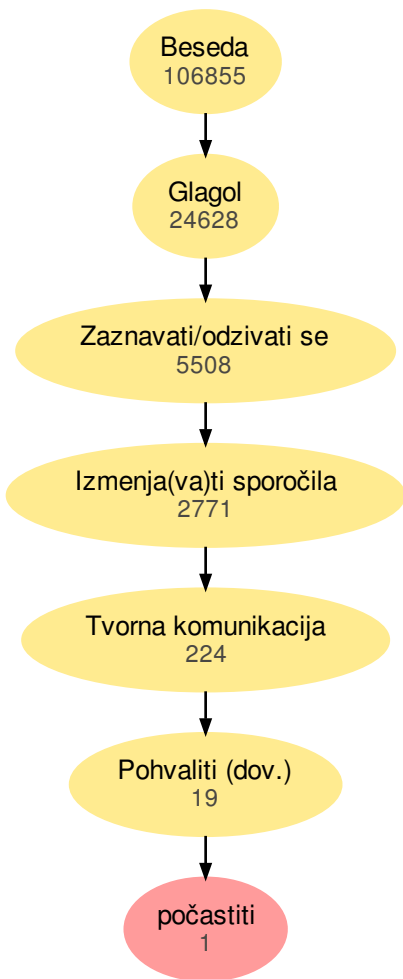 Beseda
106855
Glagol
24628
Zaznavati/odzivati se
5508
Izmenja(va)ti sporočila
2771
Tvorna komunikacija
224
Pohvaliti (dov.)
19
počastiti
1